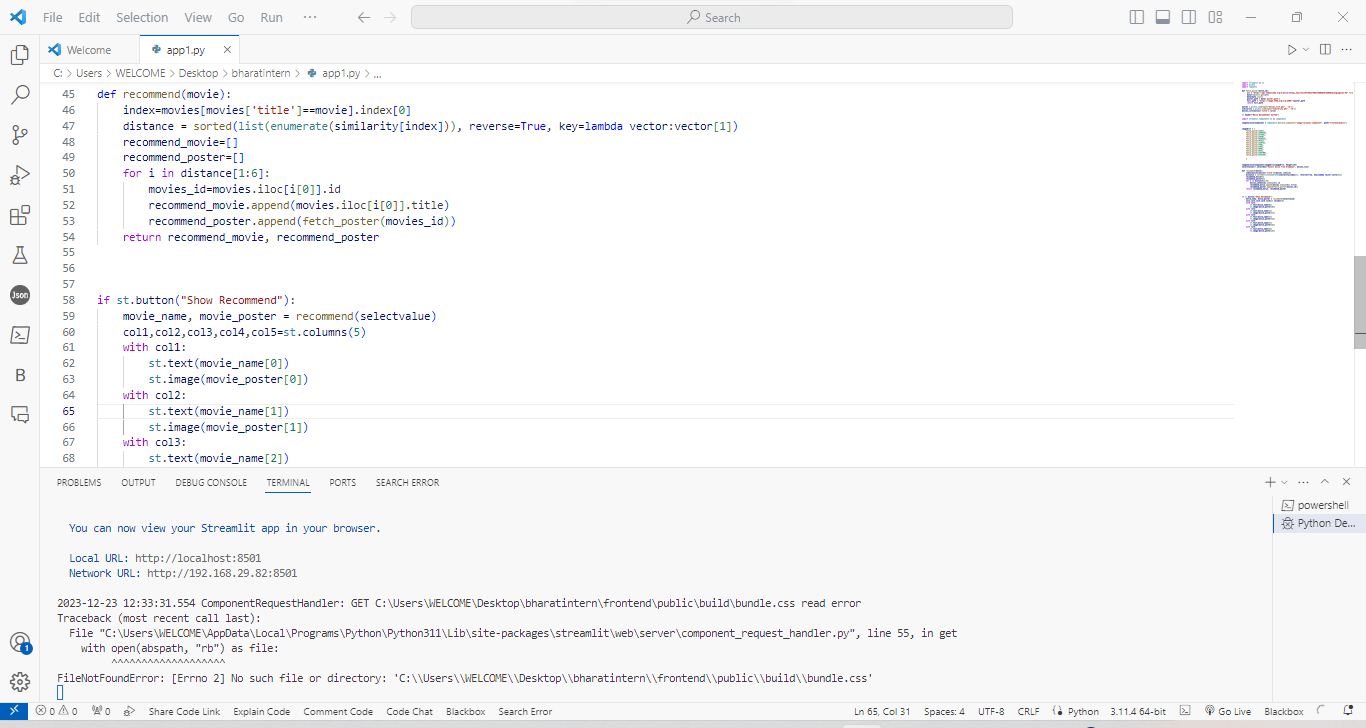 File Edit Selection View Go Run ··· Search
Welcome app1.py
C: > Users > WELCOME > Desktop > bharatintern > app1.py > ...
45 def recommend(movie):
46 index=movies[movies['title']==movie].index[0]
47 distance = sorted(list(enumerate(similarity[index])), reverse=True, key=lambda vector:vector[1])
48 recommend_movie=[]
49 recommend_poster=[]
50 for i in distance[1:6]:
51 movies_id=movies.iloc[i[0]].id
52 recommend_movie.append(movies.iloc[i[0]].title)
53 recommend_poster.append(fetch_poster(movies_id))
54 return recommend_movie, recommend_poster
55
56
57
58 if st.button("Show Recommend"):
59 movie_name, movie_poster = recommend(selectvalue)
60 col1,col2,col3,col4,col5=st.columns(5)
61 with col1:
62 st.text(movie_name[0])
63 st.image(movie_poster[0])
64 with col2:
65 st.text(movie_name[1])
66 st.image(movie_poster[1])
67 with col3:
68 st.text(movie_name[2])
Json
B
PROBLEMS OUTPUT DEBUG CONSOLE TERMINAL PORTS SEARCH ERROR
powershell
Python De...
You can now view your Streamlit app in your browser.
Local URL: http://localhost:8501
Network URL: http://192.168.29.82:8501
2023-12-23 12:33:31.554 ComponentRequestHandler: GET C:\Users\WELCOME\Desktop\bharatintern\frontend\public\build\bundle.css read error
Traceback (most recent call last):
File "C:\Users\WELCOME\AppData\Local\Programs\Python\Python311\Lib\site-packages\streamlit\web\server\component_request_handler.py", line 55, in get
with open(abspath, "rb") as file:
^^^^^^^^^^^^^^^^^^^
FileNotFoundError: [Errno 2] No such file or directory: 'C:\\Users\\WELCOME\\Desktop\\bharatintern\\frontend\\public\\build\\bundle.css'
1
0 0 0 Share Code Link Explain Code Comment Code Code Chat Blackbox Search Error Ln 65, Col 31 Spaces: 4 UTF-8 CRLF Python 3.11.4 64-bit Go Live Blackbox